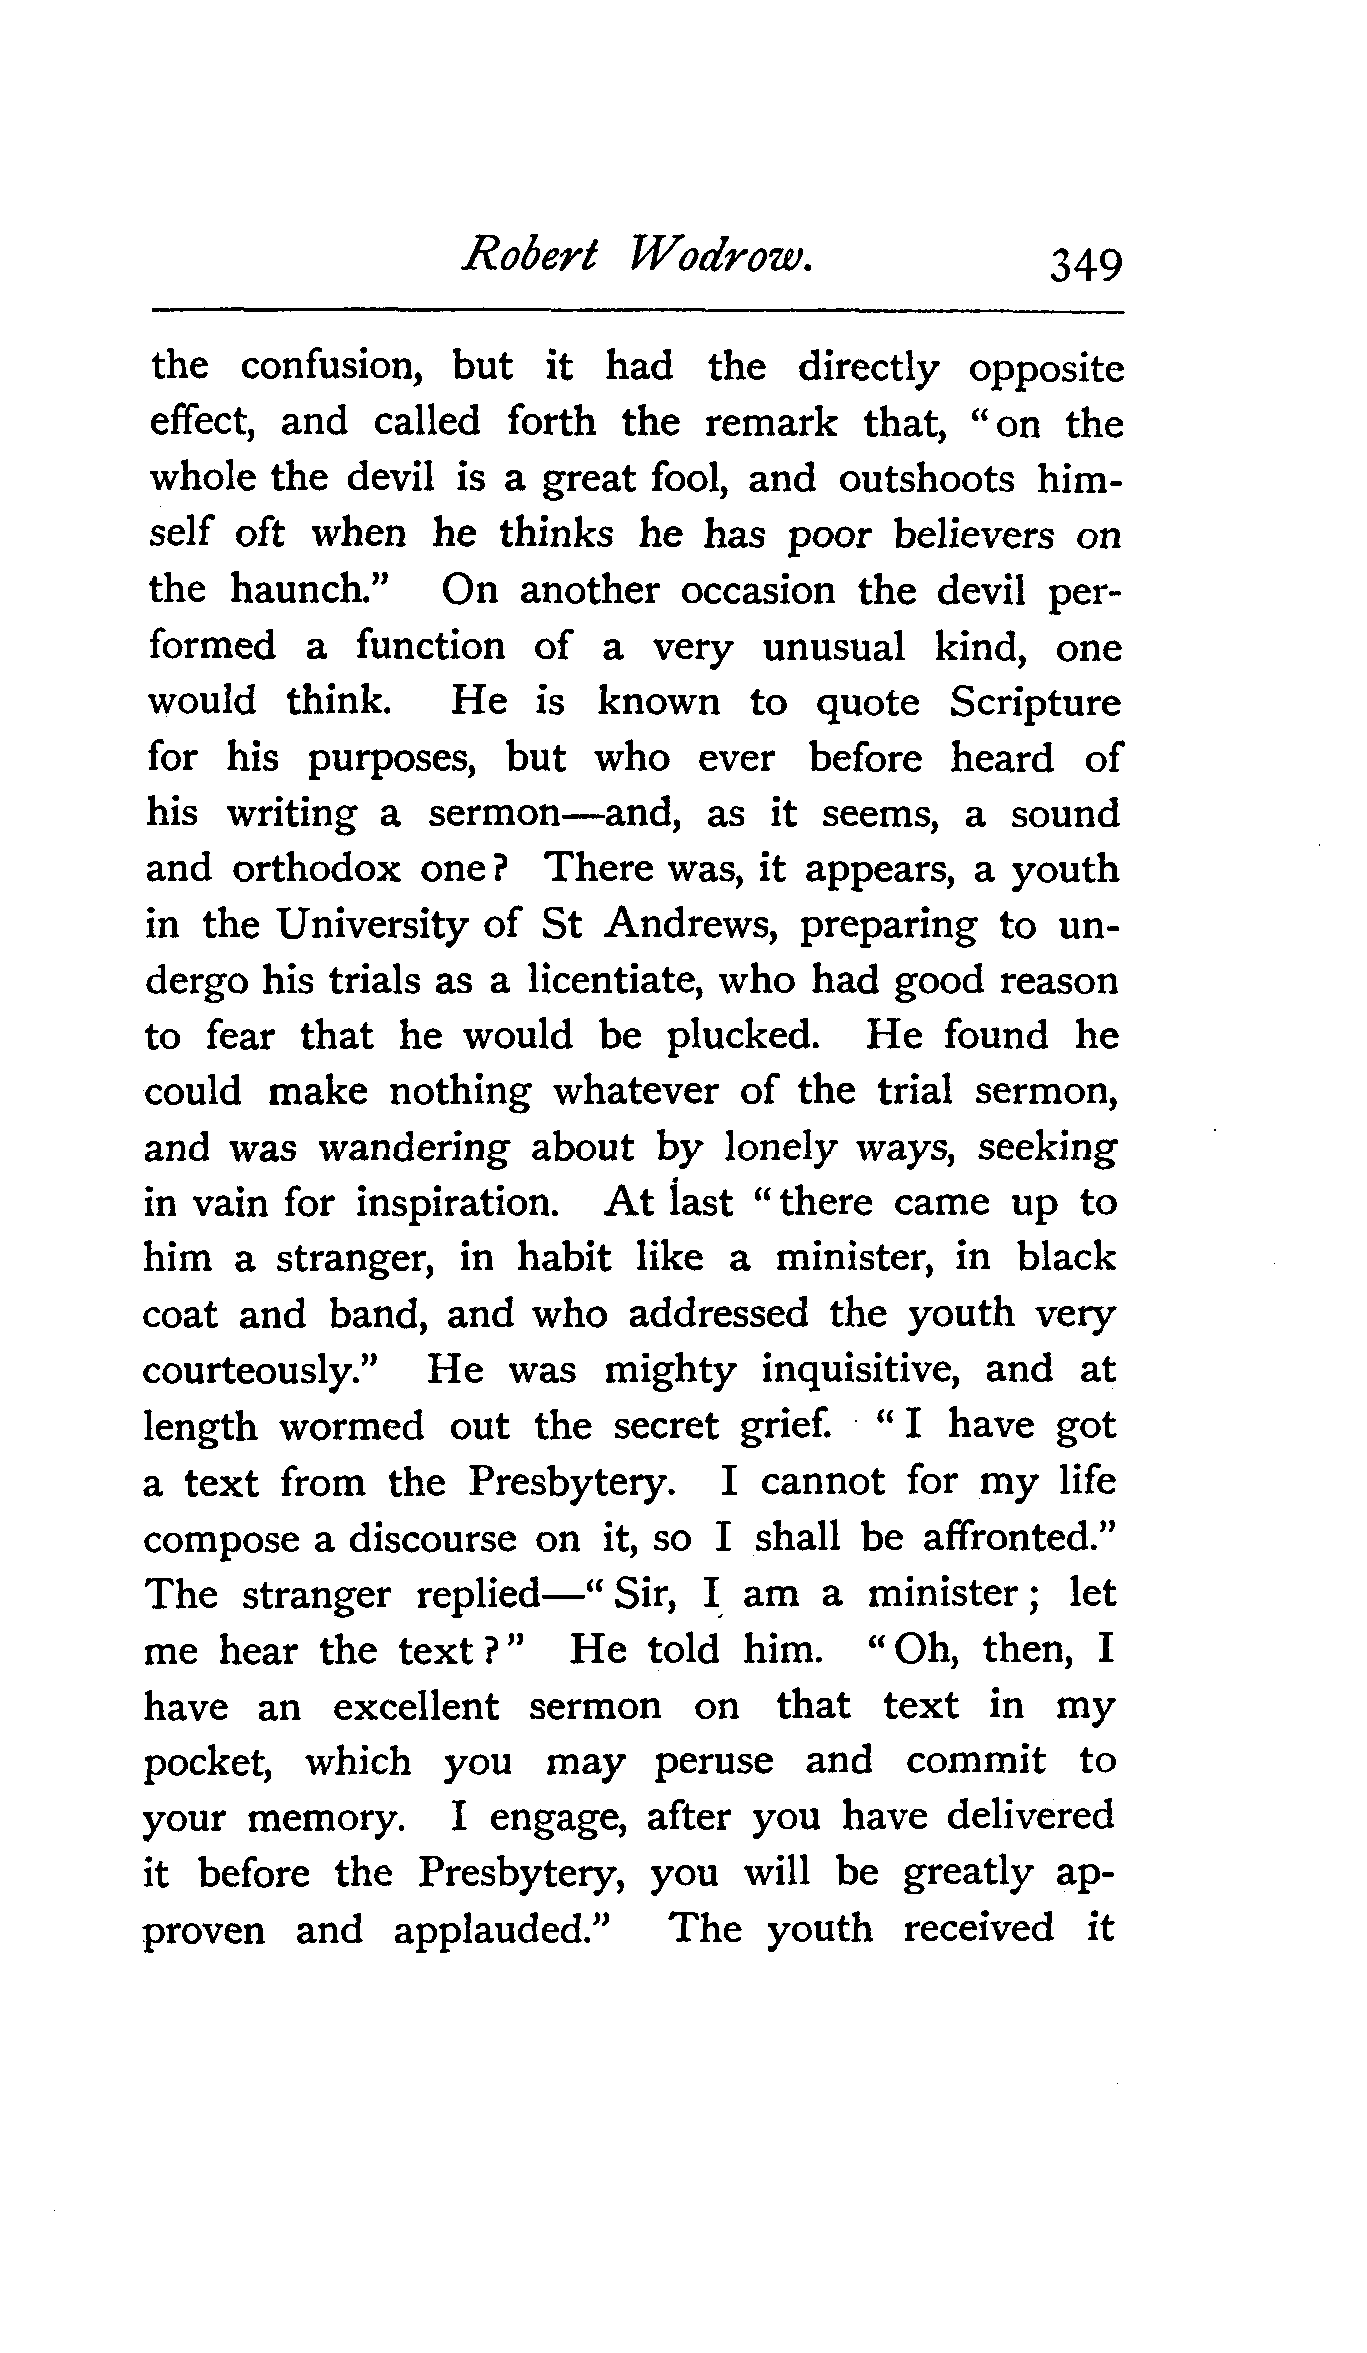 Robert Wodrow. 349
the confusion, but it had the directly opposite
effect, and called forth the remark that, "on the
whole the devil is a great fool, and outshoots him-
self oft when he thinks he has poor believers on
the haunch." On another occasion the devil per-
formed a function of a very unusual kind, one
would think. He is known to quote Scripture
for his purposes, but who ever before heard of
his writing a sermon—and, as it seems, a sound
and orthodox one? There was, it appears, a youth
in the University of St Andrews, preparing to un-
dergo his trials as a licentiate, who had good reason
to fear that he would be plucked. He found he
could make nothing whatever of the trial sermon,
and was wandering about by lonely ways, seeking
in vain for inspiration. At last "there came up to
him a stranger, in habit like a minister, in black
coat and band, and who addressed the youth very
courteously." He was mighty inquisitive, and at
length wormed out the secret grief. "I have got
a text from the Presbytery. I cannot for my life
compose a discourse on it, so I shall be affronted."
The stranger replied—"Sir, I am a minister; let
me hear the text?" He told him. "Oh, then, I
have an excellent sermon on that text in my
pocket, which you may peruse and commit to
your memory. I engage, after you have delivered
it before the Presbytery, you will be greatly ap-
proven and applauded." The youth received it